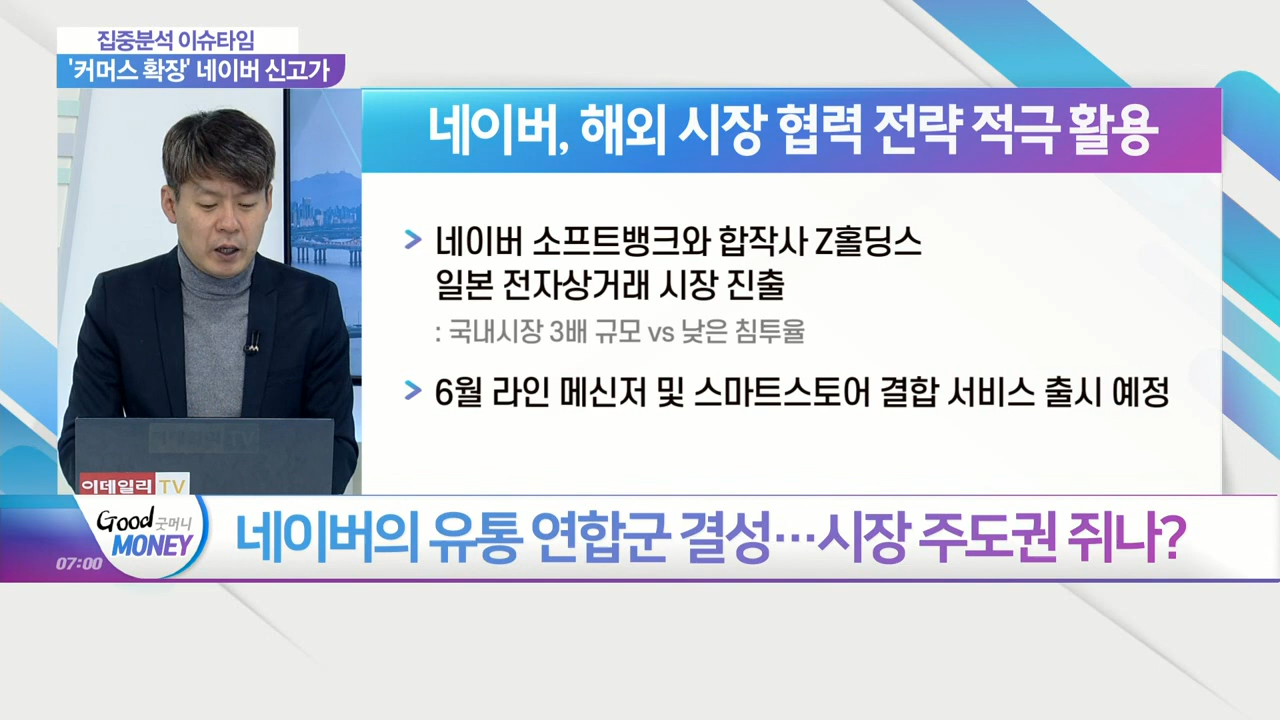 집중분석 이슈타임
'커머스 확장' 네이버 신고가
네이버, 해외 시장 협력 전략 적극 활용
네이버 소프트뱅크와 합작사 Z홀딩스
일본 전자상거래 시장 진출
: 국내시장 3배 규모 vs 낮은 침투율
6월 라인 메신저 및 스마트스토어 결합 서비스 출시 예정
이데일리 TV
이데일리 TV
Good 굿머니
MONEY
07:00
네이버의 유통 연합군 결성…시장 주도권 쥐나?